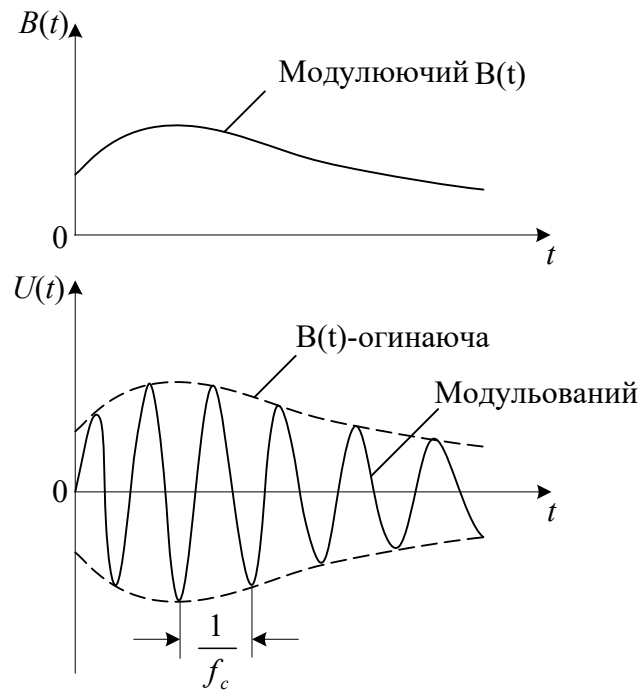 B(t)
Модулюючий B(t)
0
t
U(t)
B(t)-огинаюча
Модульований
0
t
1
f_c